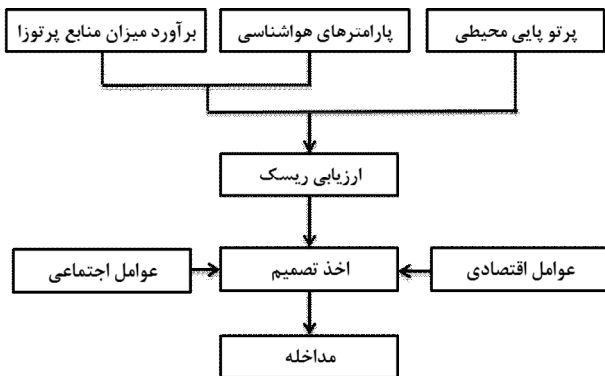 پرتو پایی محیطی
پارامترهای هواشناسی
برآورد میزان منابع پرتوزا
ارزیابی ریسک
عوامل اقتصادی
اخذ تصمیم
عوامل اجتماعی
مداخله